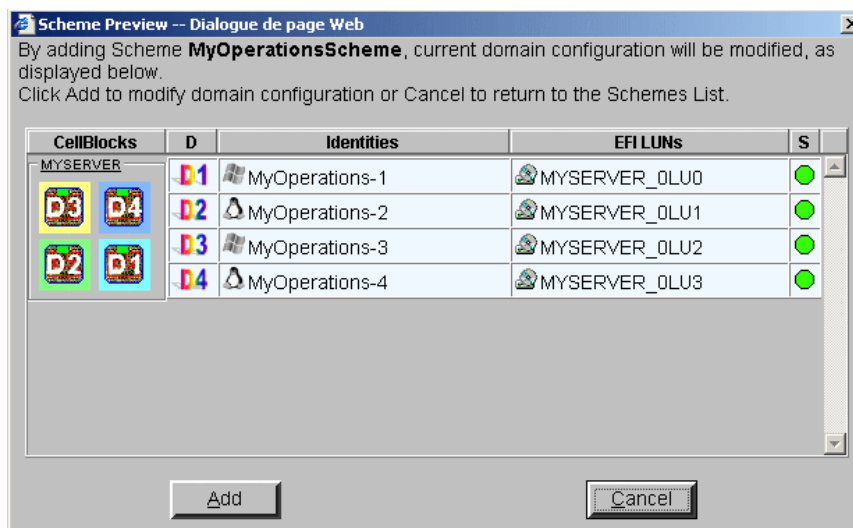 Scheme Preview -- Dialogue de page Web
By adding Scheme MyOperationsScheme, current domain configuration will be modified, as
displayed below.
Click Add to modify domain configuration or Cancel to return to the Schemes List.
CellBlocks D Identities EFI LUNs S
MYSERVER
D3 D4
D2 D1
D1 MyOperations-1 MYSERVER_0LU0
D2 MyOperations-2 MYSERVER_0LU1
D3 MyOperations-3 MYSERVER_0LU2
D4 MyOperations-4 MYSERVER_0LU3
Add Cancel